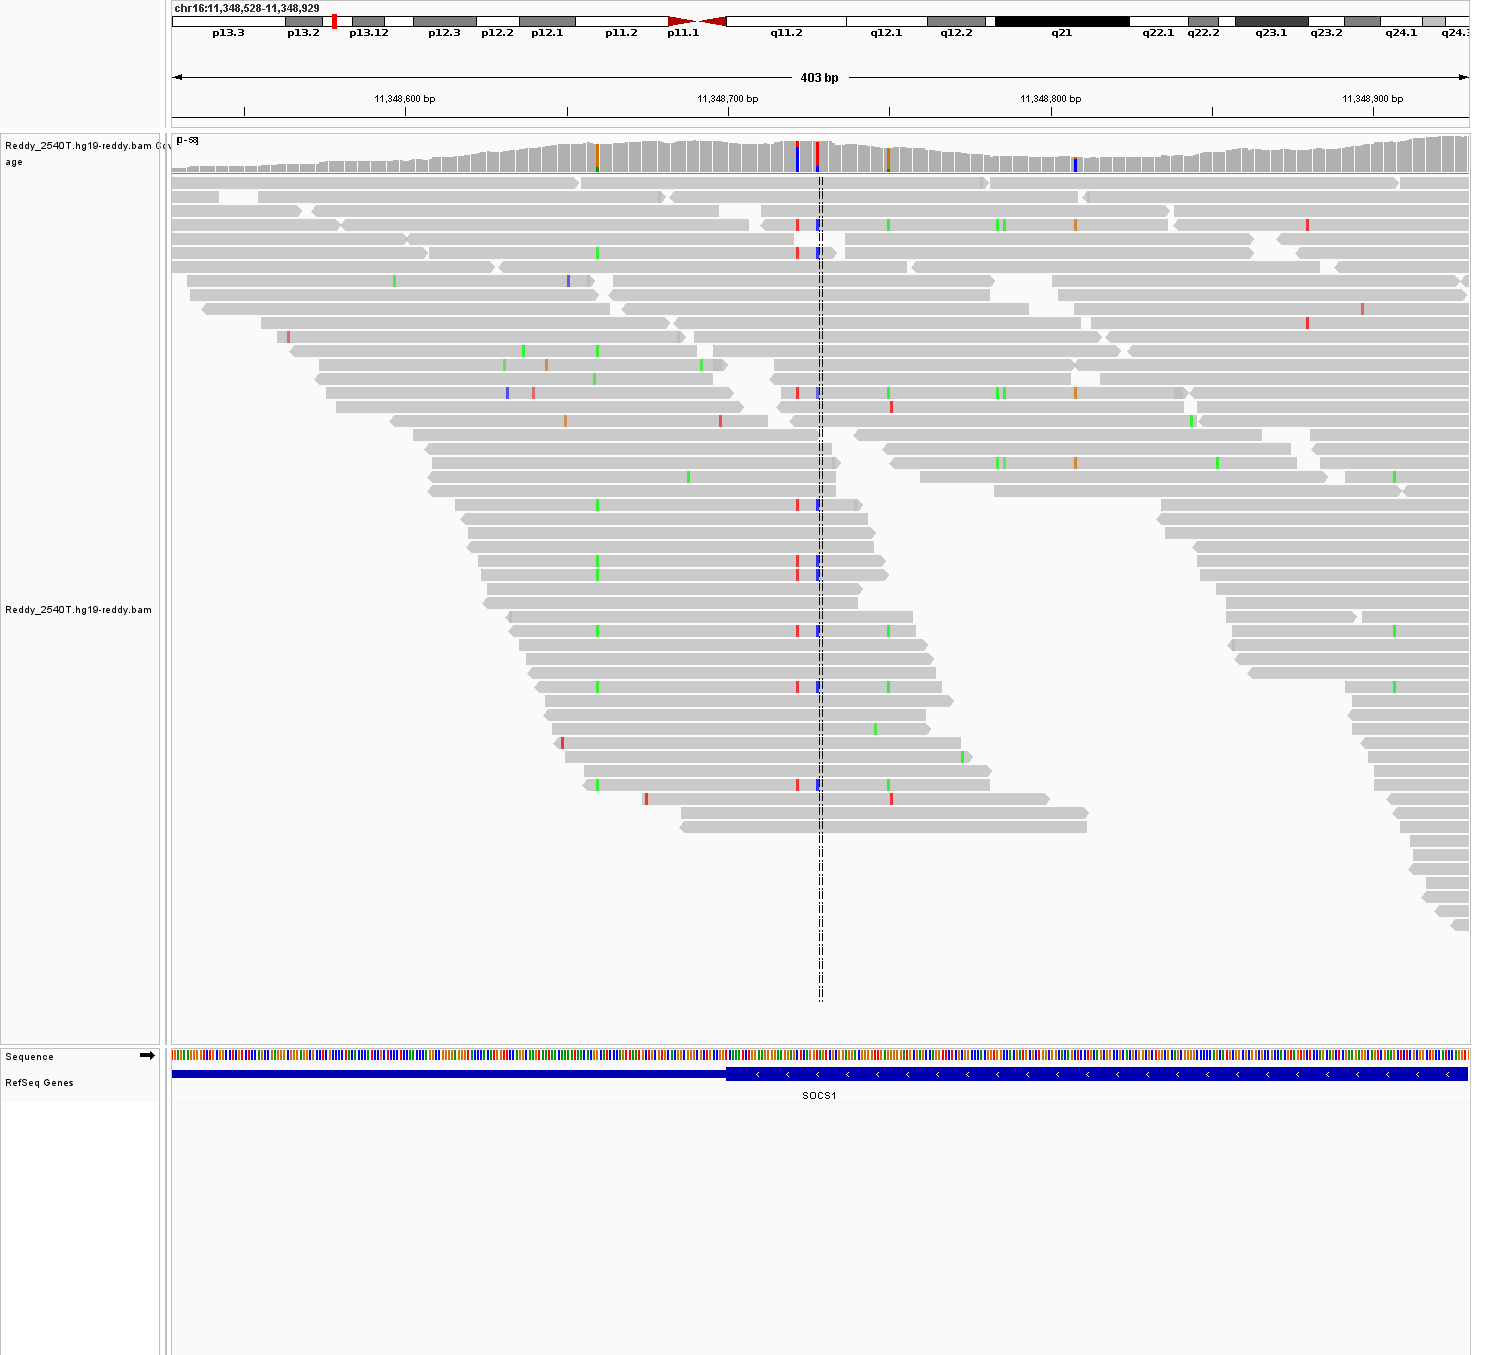 chr16:11,348,528-11,348,929
p13.3 p13.2 p13.12 p12.3 p12.2 p12.1 p11.2 p11.1 q11.2 q12.1 q12.2 q21 q22.1 q22.2 q23.1 q23.2 q24.1 q24.3
403 bp
11,348,600 bp 11,348,700 bp 11,348,800 bp 11,348,900 bp
Reddy_2540T.hg19-reddy.bam Cov
age
[0-58]
Reddy_2540T.hg19-reddy.bam
Sequence
RefSeq Genes
SOCS1